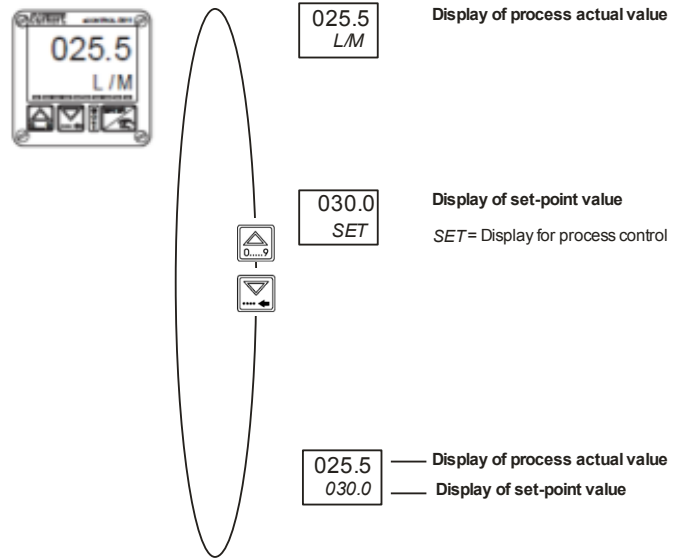 025.5
L/M
025.5
L/M
Display of process actual value
030.0
SET
Display of set-point value
SET= Display for process control
0.....9
025.5
030.0
Display of process actual value
Display of set-point value